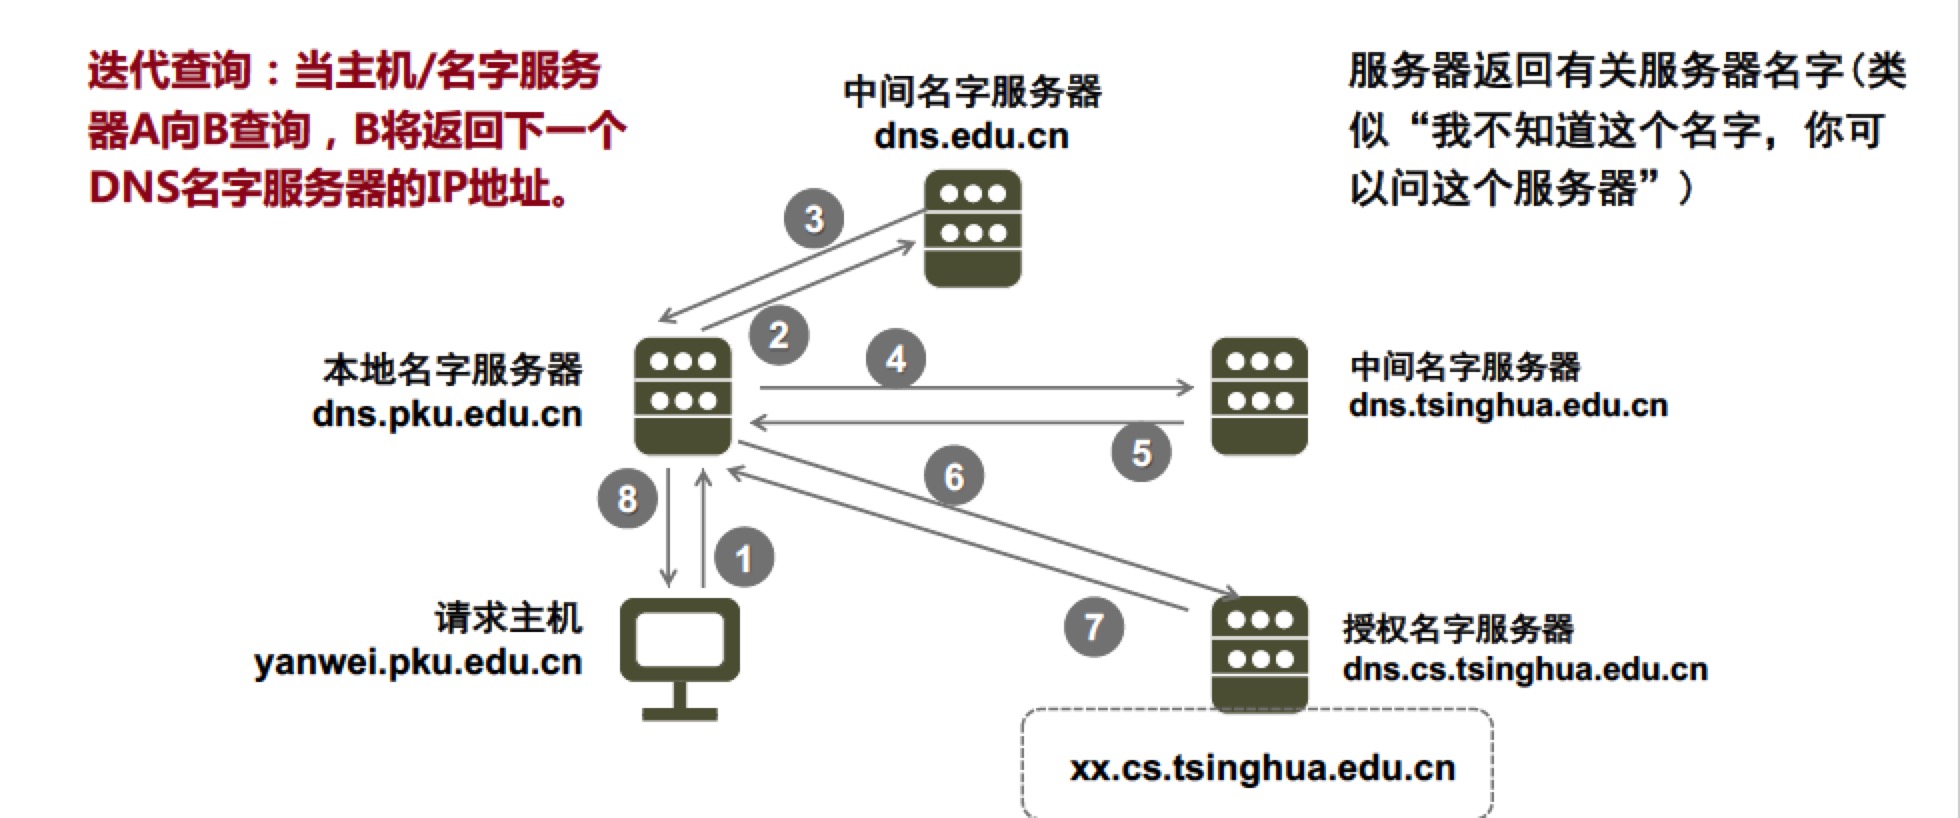 迭代查询：当主机/名字服务
器A向B查询，B将返回下一个
DNS名字服务器的IP地址。
中间名字服务器
dns.edu.cn
服务器返回有关服务器名字(类
似“我不知道这个名字，你可
以问这个服务器”)
3
2
4
本地名字服务器
dns.pku.edu.cn
中间名字服务器
dns.tsinghua.edu.cn
5
6
8
1
7
请求主机
yanwei.pku.edu.cn
授权名字服务器
dns.cs.tsinghua.edu.cn
xx.cs.tsinghua.edu.cn